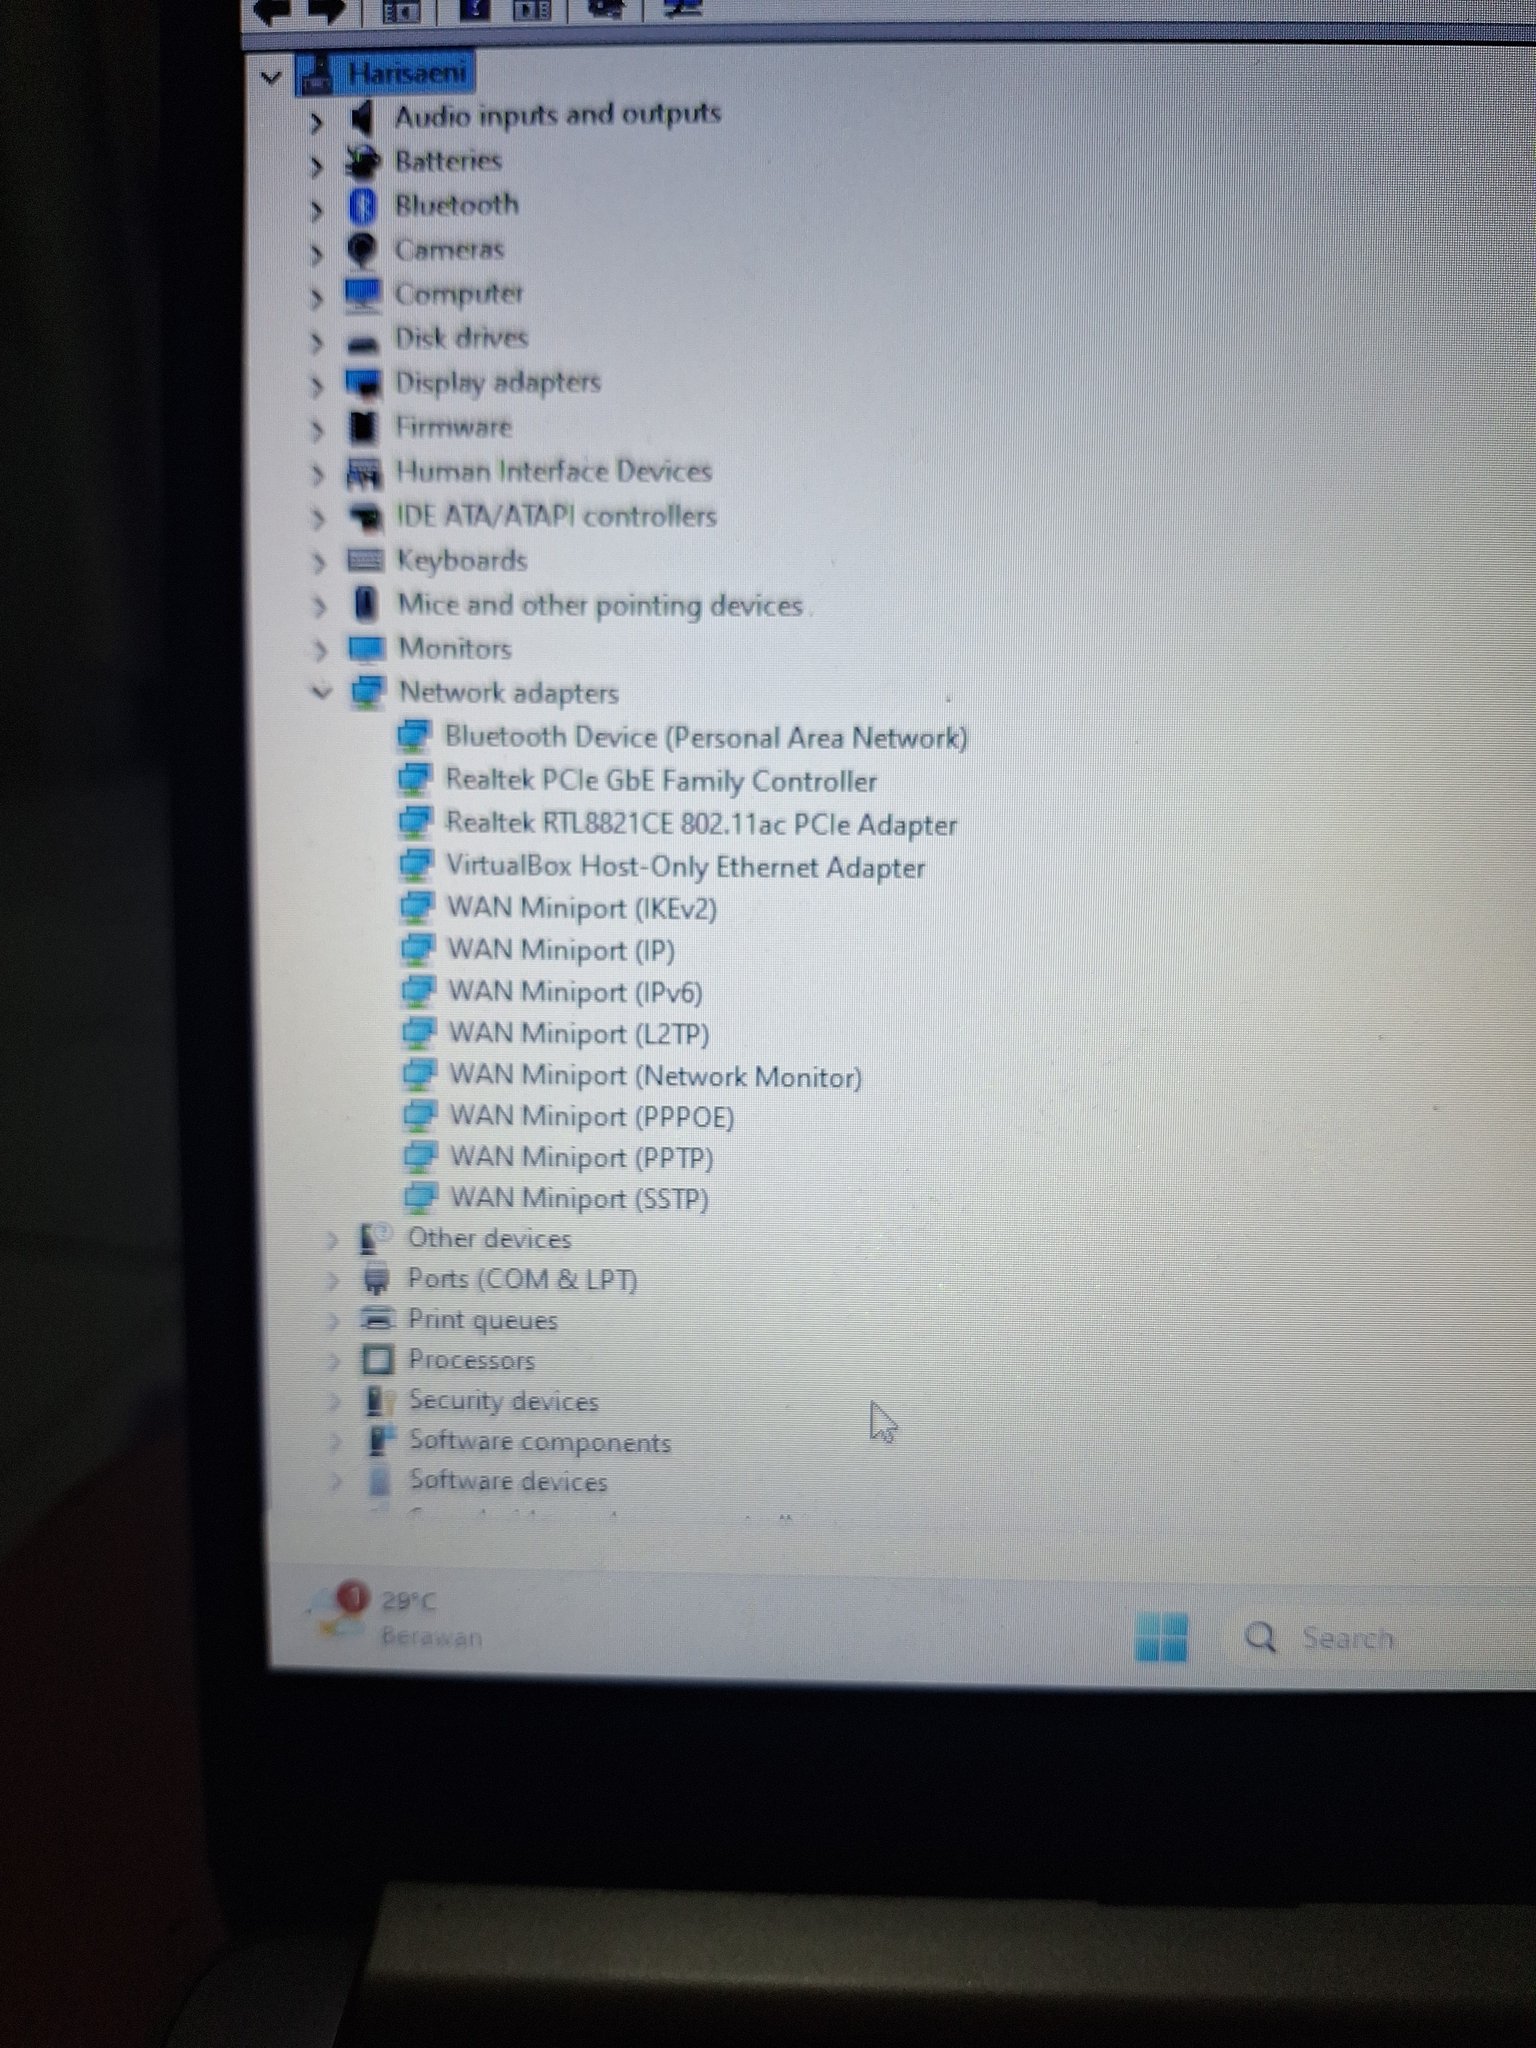 Harisaeni
Audio inputs and outputs
Batteries
Bluetooth
Cameras
Computer
Disk drives
Display adapters
Firmware
Human Interface Devices
IDE ATA/ATAPI controllers
Keyboards
Mice and other pointing devices
Monitors
Network adapters
Bluetooth Device (Personal Area Network)
Realtek PCIe GbE Family Controller
Realtek RTL8821CE 802.11ac PCIe Adapter
VirtualBox Host-Only Ethernet Adapter
WAN Miniport (IKEv2)
WAN Miniport (IP)
WAN Miniport (IPv6)
WAN Miniport (L2TP)
WAN Miniport (Network Monitor)
WAN Miniport (PPPOE)
WAN Miniport (PPTP)
WAN Miniport (SSTP)
Other devices
Ports (COM & LPT)
Print queues
Processors
Security devices
Software components
Software devices
1
29°C
Berawan
Search